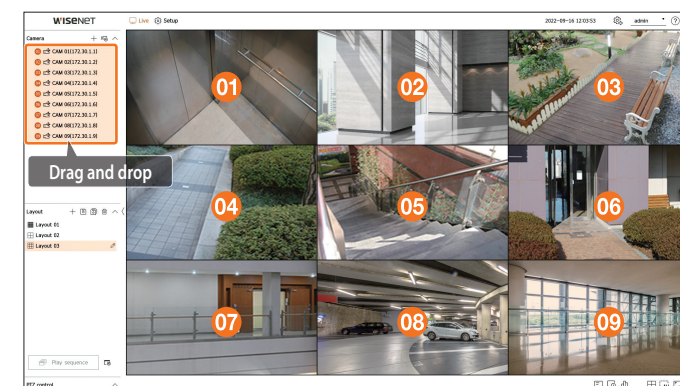 WISENET
Live
Setup
2022-09-16 12:03:53
admin
Camera
CAM 01(172.30.1.1)
CAM 02(172.30.1.2)
CAM 03(172.30.1.3)
CAM 04(172.30.1.4)
CAM 05(172.30.1.5)
CAM 06(172.30.1.6)
CAM 07(172.30.1.7)
CAM 08(172.30.1.8)
CAM 09(172.30.1.9)
Drag and drop
01
02
03
04
05
06
07
08
09
Layout
Layout 01
Layout 02
Layout 03
Play sequence
PTZ control